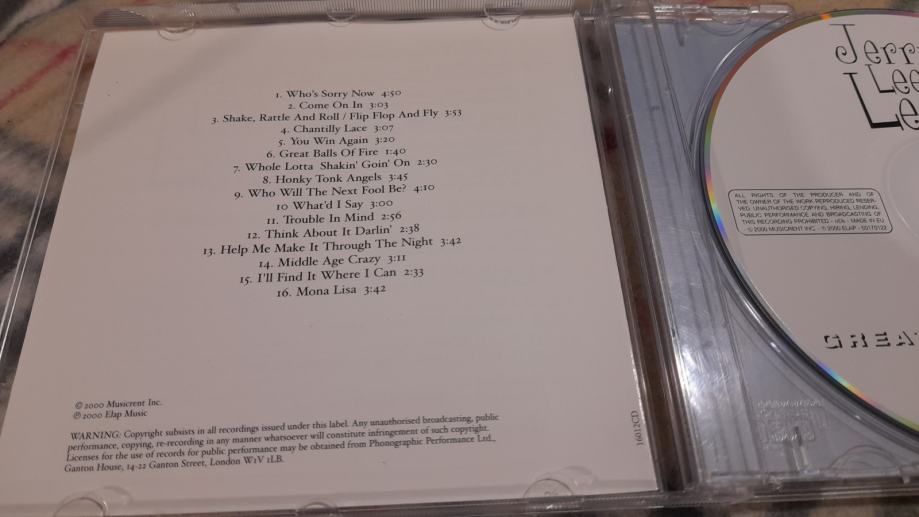 1. Who's Sorry Now 4:50
2. Come On In 3:03
3. Shake, Rattle And Roll / Flip Flop And Fly 3:53
4. Chantilly Lace 3:07
5. You Win Again 3:20
6. Great Balls Of Fire 1:40
7. Whole Lotta Shakin' Goin' On 2:30
8. Honky Tonk Angels 3:45
9. Who Will The Next Fool Be? 4:10
10 What'd I Say 3:00
11. Trouble In Mind 2:56
12. Think About It Darlin' 2:38
13. Help Me Make It Through The Night 3:42
14. Middle Age Crazy 3:11
15. I'll Find It Where I Can 2:33
16. Mona Lisa 3:42
© 2000 Musicrent Inc.
℗ 2000 Elap Music
WARNING: Copyright subsists in all recordings issued under this label. Any unauthorised broadcasting, public
performance, copying, re-recording in any manner whatsoever will constitute infringement of such copyright.
Licenses for the use of records for public performance may be obtained from Phonographic Performance Ltd.,
Ganton House, 14-22 Ganton Street, London W1V 1LB.
16012CD
Jerr
Lee
Le
ALL RIGHTS OF THE PRODUCER AND OF
THE OWNER OF THE WORK REPRODUCED RESER-
VED. UNAUTHORISED COPYING, HIRING, LENDING,
PUBLIC PERFORMANCE AND BROADCASTING OF
THIS RECORDING PROHIBITED - n©b - MADE IN EU
© 2000 MUSICRENT INC - ℗ 2000 ELAP - 50170122
GREA